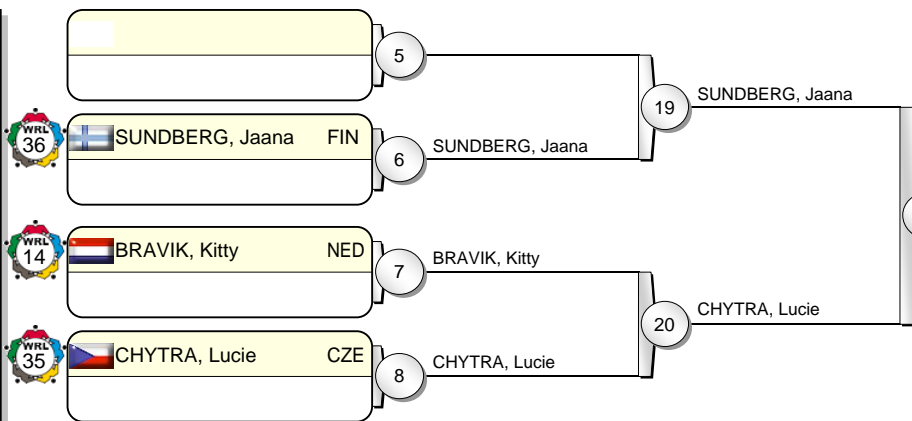 5
WRL
36
SUNDBERG, Jaana FIN
6
SUNDBERG, Jaana
19
SUNDBERG, Jaana
WRL
14
BRAVIK, Kitty NED
7
BRAVIK, Kitty
WRL
35
CHYTRA, Lucie CZE
8
CHYTRA, Lucie
20
CHYTRA, Lucie